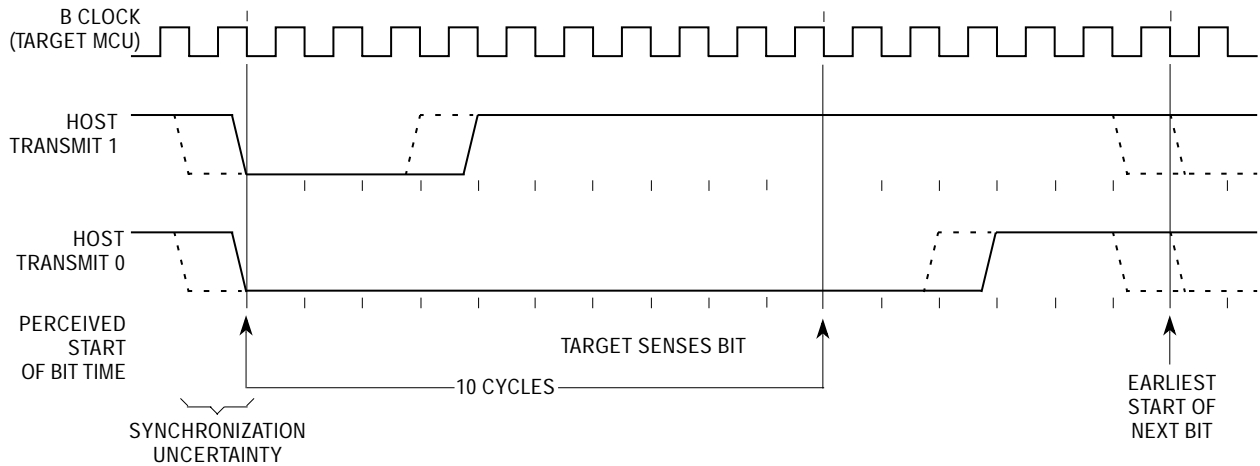 B CLOCK
(TARGET MCU)
HOST
TRANSMIT 1
HOST
TRANSMIT 0
PERCEIVED
START
OF BIT TIME
TARGET SENSES BIT
10 CYCLES
EARLIEST
START OF
NEXT BIT
SYNCHRONIZATION
UNCERTAINTY